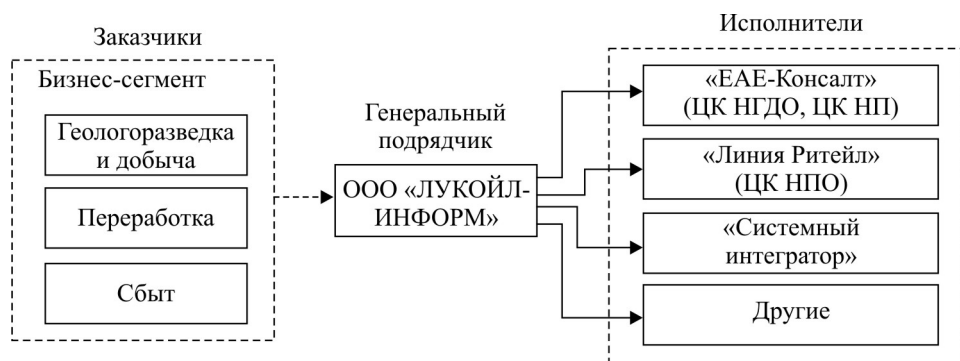 Заказчики
Бизнес-сегмент
Геологоразведка
и добыча
Переработка
Сбыт
Генеральный
подрядчик
ООО «ЛУКОЙЛ-
ИНФОРМ»
Исполнители
«ЕАЕ-Консалт»
(ЦК НГДО, ЦК НП)
«Линия Ритейл»
(ЦК НПО)
«Системный
интегратор»
Другие